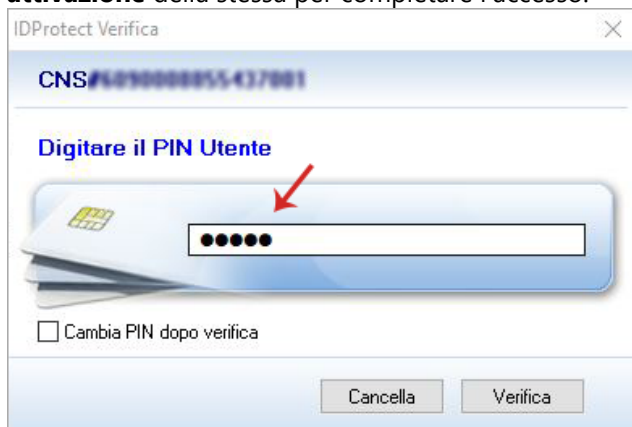 attivazione della stessa per completare l'accesso.
IDProtect Verifica
CNS
Digitare il PIN Utente
●●●●●
Cambia PIN dopo verifica
Cancella Verifica